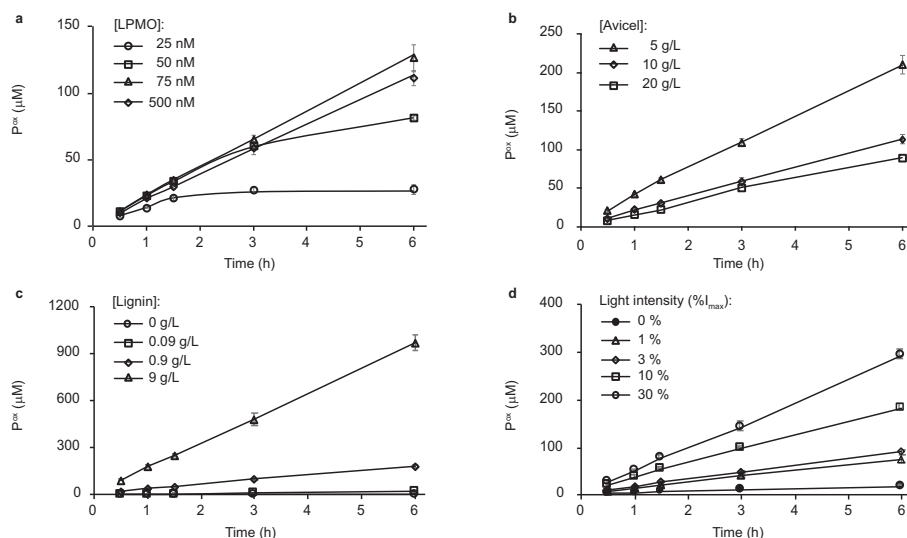 a
[LPMO]:
25 nM
50 nM
75 nM
500 nM
150
100
50
0
Pᵒˣ (µM)
0 1 2 3 4 5 6
Time (h)
b
[Avicel]:
5 g/L
10 g/L
20 g/L
250
200
150
100
50
0
Pᵒˣ (µM)
0 1 2 3 4 5 6
Time (h)
c
[Lignin]:
0 g/L
0.09 g/L
0.9 g/L
9 g/L
1200
900
600
300
0
Pᵒˣ (µM)
0 1 2 3 4 5 6
Time (h)
d
Light intensity (%Iₘₐₓ):
0 %
1 %
3 %
10 %
30 %
400
300
200
100
0
Pᵒˣ (µM)
0 1 2 3 4 5 6
Time (h)